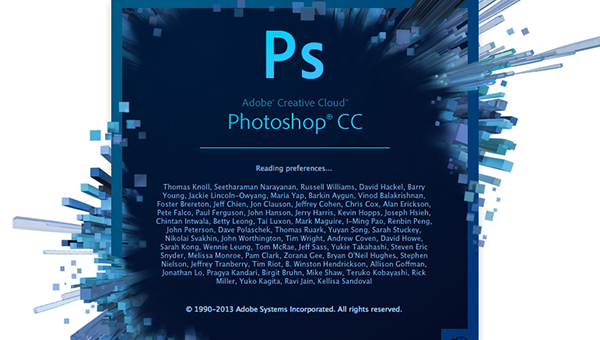 Ps
Adobe® Creative Cloud™
Photoshop® CC
Reading preferences...
Thomas Knoll, Seetharaman Narayanan, Russell Williams, David Hackel, Barry
Young, Jackie Lincoln-Owyang, Maria Yap, Barkin Aygun, Vinod Balakrishnan,
Foster Brereton, Jeff Chien, Jon Clauson, Jeffrey Cohen, Chris Cox, Alan Erickson,
Pete Falco, Paul Ferguson, John Hanson, Jerry Harris, Kevin Hopps, Joseph Hsieh,
Chintan Intwala, Betty Leong, Tai Luxon, Mark Maguire, I-Ming Pao, Renbin Peng,
John Peterson, Dave Polaschek, Thomas Ruark, Yuyan Song, Sarah Stuckey,
Nikolai Svakhin, John Worthington, Tim Wright, Andrew Coven, David Howe,
Sarah Kong, Wennie Leung, Tom McRae, Jeff Sass, Yukie Takahashi, Steven Eric
Snyder, Melissa Monroe, Pam Clark, Zorana Gee, Bryan O'Neil Hughes, Stephen
Nielson, Jeffrey Tranberry, Tim Riot, B. Winston Hendrickson, Allison Goffman,
Jonathan Lo, Pragya Kandari, Birgit Bruhn, Mike Shaw, Teruko Kobayashi, Rick
Miller, Yuko Kagita, Ravi Jain, Kellisa Sandoval
© 1990-2013 Adobe Systems Incorporated. All rights reserved.